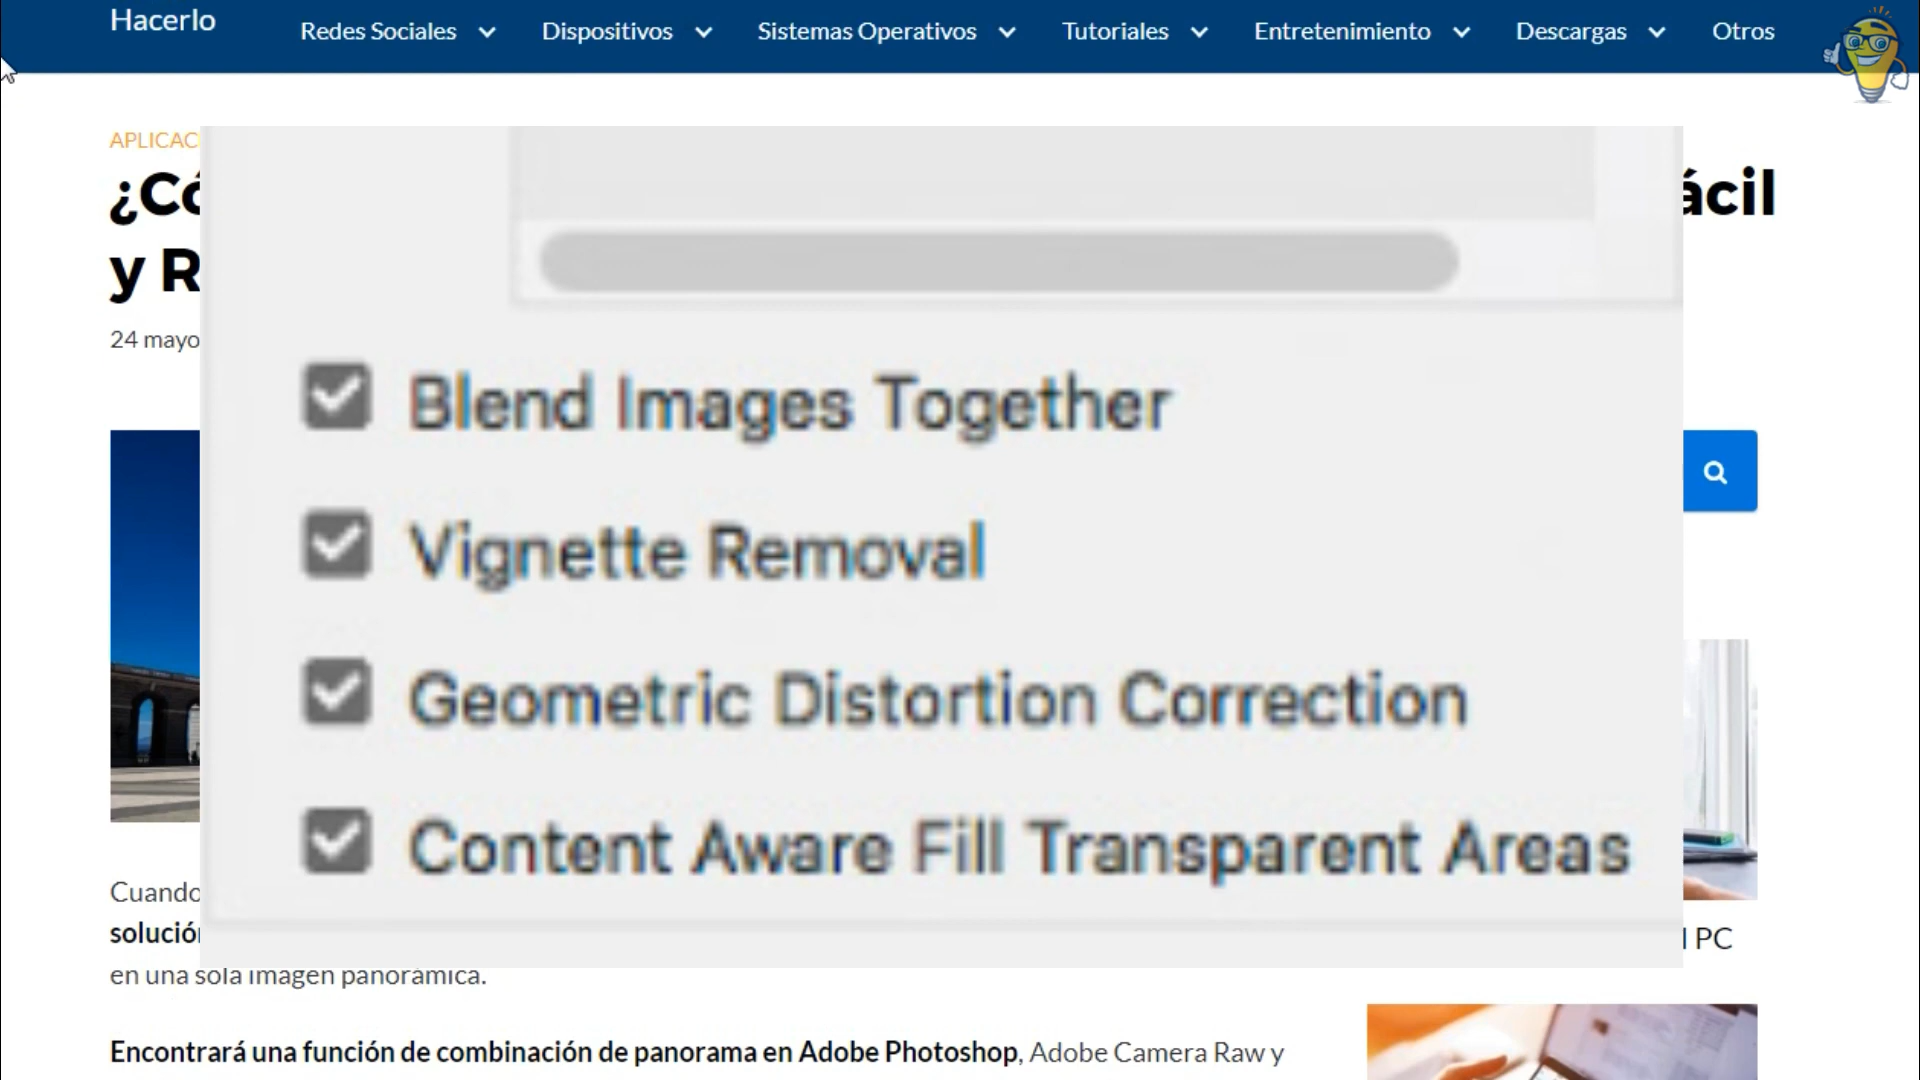 Hacerlo
Redes Sociales
Dispositivos
Sistemas Operativos
Tutoriales
Entretenimiento
Descargas
Otros
¿Có
ácil
y R
24 mayo
Blend Images Together
Vignette Removal
Geometric Distortion Correction
Content Aware Fill Transparent Areas
Cuando
PC
en una sola imagen panorámica.
Encontrará una función de combinación de panorama en Adobe Photoshop, Adobe Camera Raw y